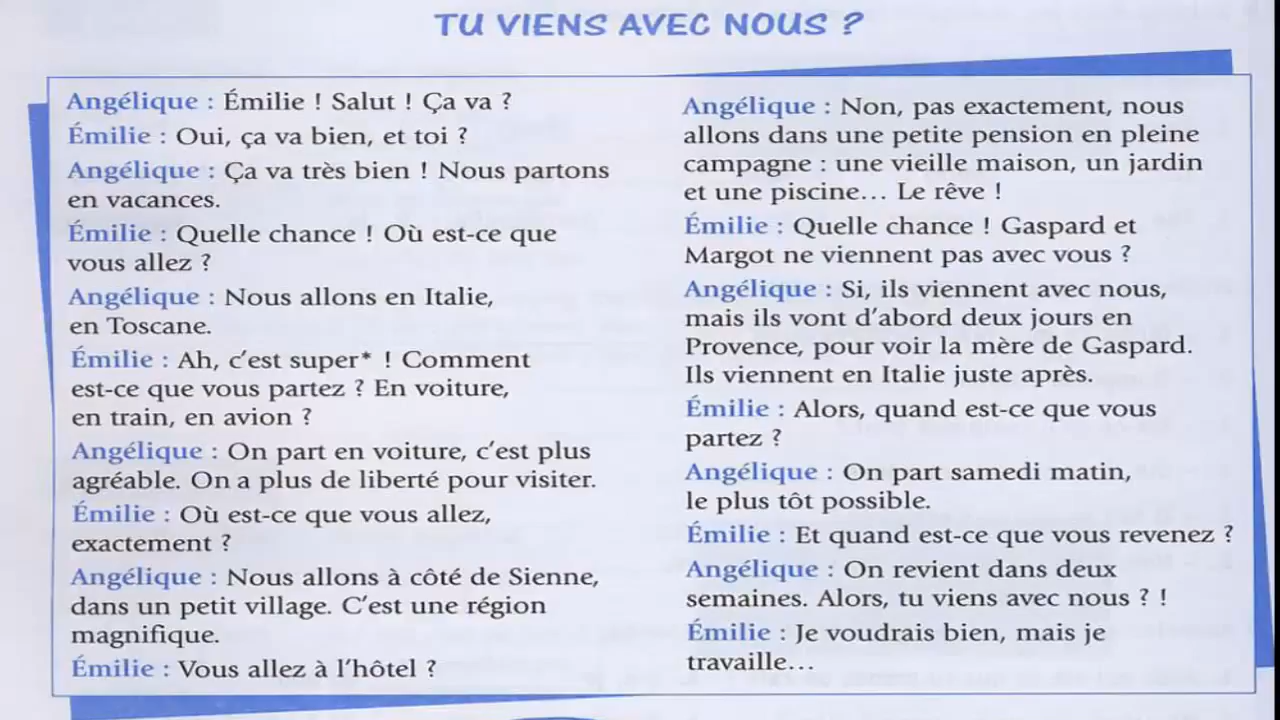 TU VIENS AVEC NOUS ?
Angélique : Émilie ! Salut ! Ça va ?
Émilie : Oui, ça va bien, et toi ?
Angélique : Ça va très bien ! Nous partons
en vacances.
Émilie : Quelle chance ! Où est-ce que
vous allez ?
Angélique : Nous allons en Italie,
en Toscane.
Émilie : Ah, c'est super* ! Comment
est-ce que vous partez ? En voiture,
en train, en avion ?
Angélique : On part en voiture, c'est plus
agréable. On a plus de liberté pour visiter.
Émilie : Où est-ce que vous allez,
exactement ?
Angélique : Nous allons à côté de Sienne,
dans un petit village. C'est une région
magnifique.
Émilie : Vous allez à l'hôtel ?
Angélique : Non, pas exactement, nous
allons dans une petite pension en pleine
campagne : une vieille maison, un jardin
et une piscine… Le rêve !
Émilie : Quelle chance ! Gaspard et
Margot ne viennent pas avec vous ?
Angélique : Si, ils viennent avec nous,
mais ils vont d'abord deux jours en
Provence, pour voir la mère de Gaspard.
Ils viennent en Italie juste après.
Émilie : Alors, quand est-ce que vous
partez ?
Angélique : On part samedi matin,
le plus tôt possible.
Émilie : Et quand est-ce que vous revenez ?
Angélique : On revient dans deux
semaines. Alors, tu viens avec nous ? !
Émilie : Je voudrais bien, mais je
travaille…